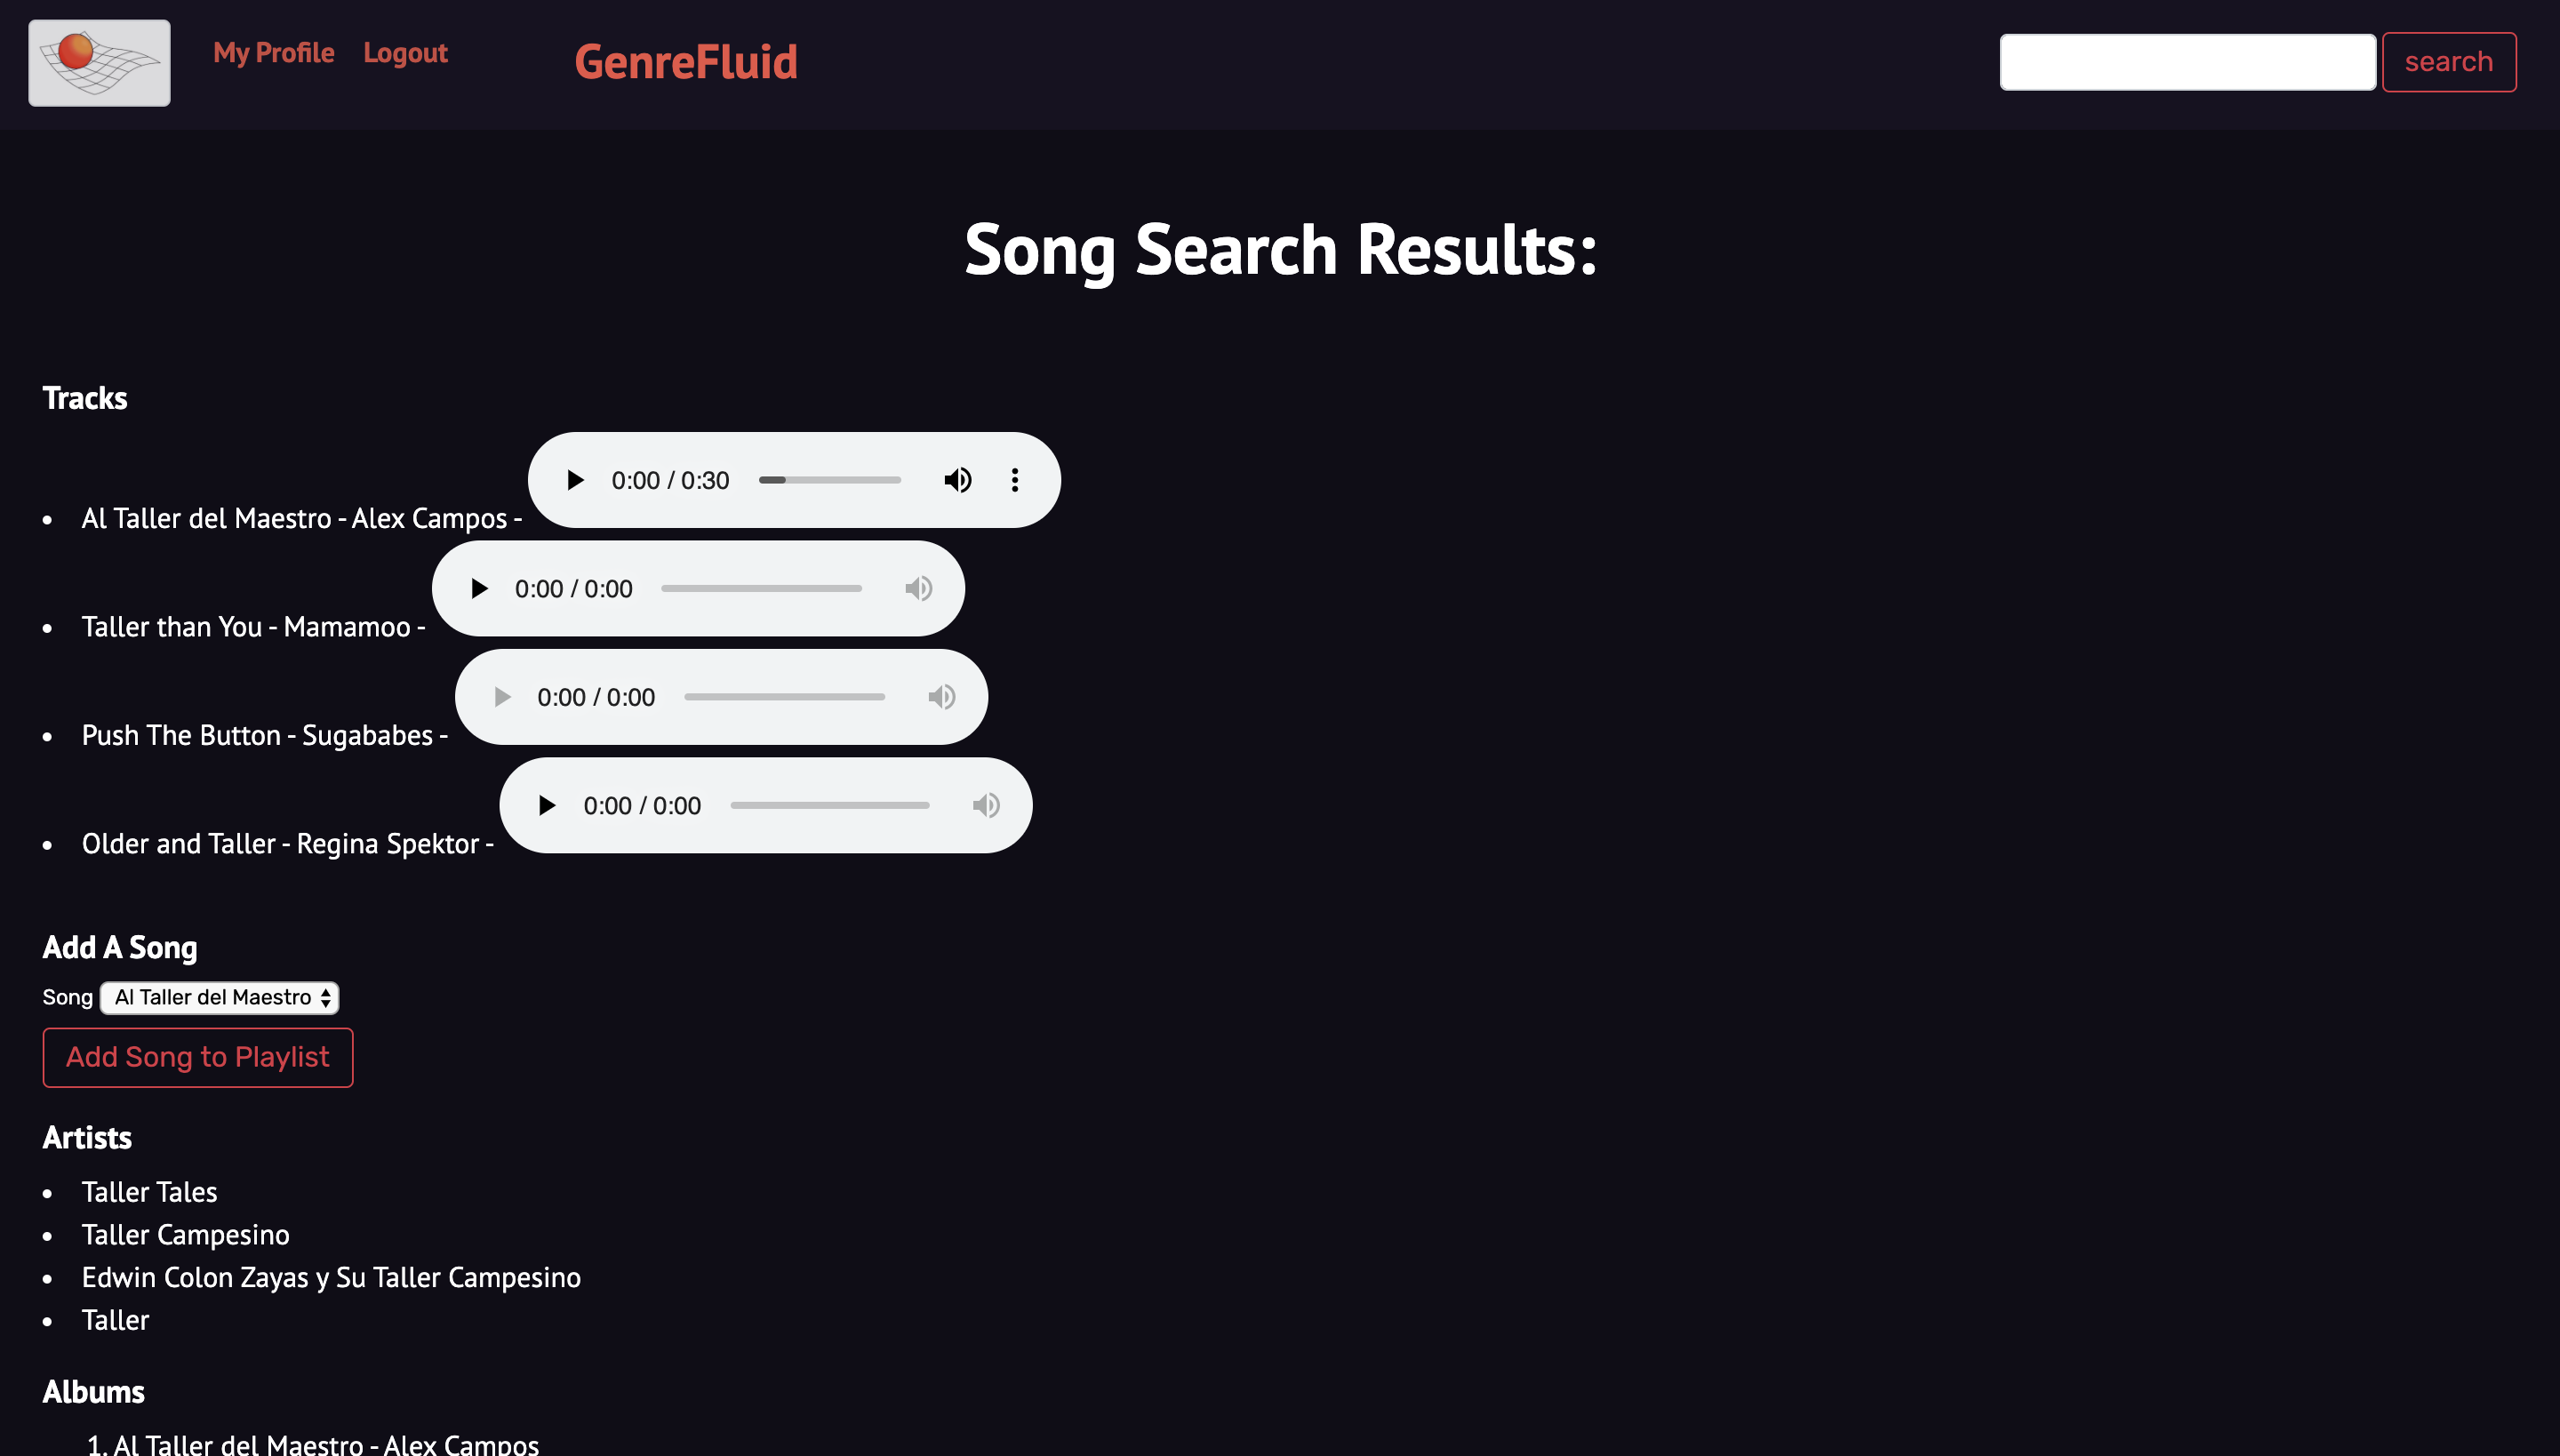 My Profile Logout GenreFluid search
Song Search Results:
Tracks
0:00 / 0:30
• Al Taller del Maestro - Alex Campos -
0:00 / 0:00
• Taller than You - Mamamoo -
0:00 / 0:00
• Push The Button - Sugababes -
0:00 / 0:00
• Older and Taller - Regina Spektor -
Add A Song
Song Al Taller del Maestro
Add Song to Playlist
Artists
• Taller Tales
• Taller Campesino
• Edwin Colon Zayas y Su Taller Campesino
• Taller
Albums
1. Al Taller del Maestro - Alex Campos